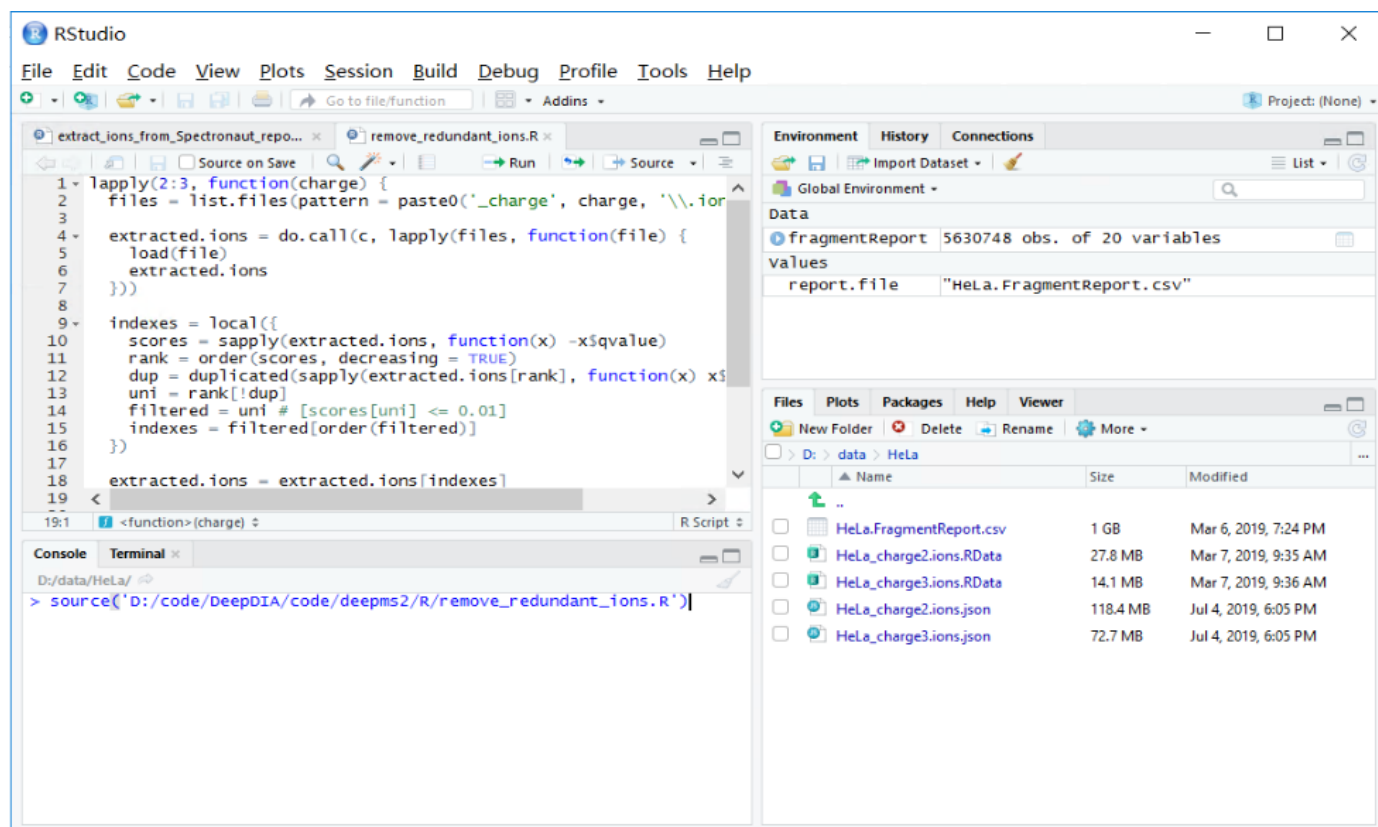 RStudio
File Edit Code View Plots Session Build Debug Profile Tools Help
Go to file/function Addins Project: (None)
extract_ions_from_Spectronaut_repo... × remove_redundant_ions.R ×
Source on Save Run Source
1 lapply(2:3, function(charge) {
2 files = list.files(pattern = paste0('_charge', charge, '\\.ion
3
4 extracted.ions = do.call(c, lapply(files, function(file) {
5 load(file)
6 extracted.ions
7 }))
8
9 indexes = local({
10 scores = sapply(extracted.ions, function(x) -x$qvalue)
11 rank = order(scores, decreasing = TRUE)
12 dup = duplicated(sapply(extracted.ions[rank], function(x) x$
13 uni = rank[!dup]
14 filtered = uni # [scores[uni] <= 0.01]
15 indexes = filtered[order(filtered)]
16 })
17
18 extracted.ions = extracted.ions[indexes]
19
19:1 <function>(charge) R Script
Console Terminal ×
D:/data/HeLa/
> source('D:/code/DeepDIA/code/deepms2/R/remove_redundant_ions.R')
Environment History Connections
Import Dataset List
Global Environment
Data
fragmentReport 5630748 obs. of 20 variables
Values
report.file "HeLa.FragmentReport.csv"
Files Plots Packages Help Viewer
New Folder Delete Rename More
D: > data > HeLa ...
Name Size Modified
..
HeLa.FragmentReport.csv 1 GB Mar 6, 2019, 7:24 PM
HeLa_charge2.ions.RData 27.8 MB Mar 7, 2019, 9:35 AM
HeLa_charge3.ions.RData 14.1 MB Mar 7, 2019, 9:36 AM
HeLa_charge2.ions.json 118.4 MB Jul 4, 2019, 6:05 PM
HeLa_charge3.ions.json 72.7 MB Jul 4, 2019, 6:05 PM